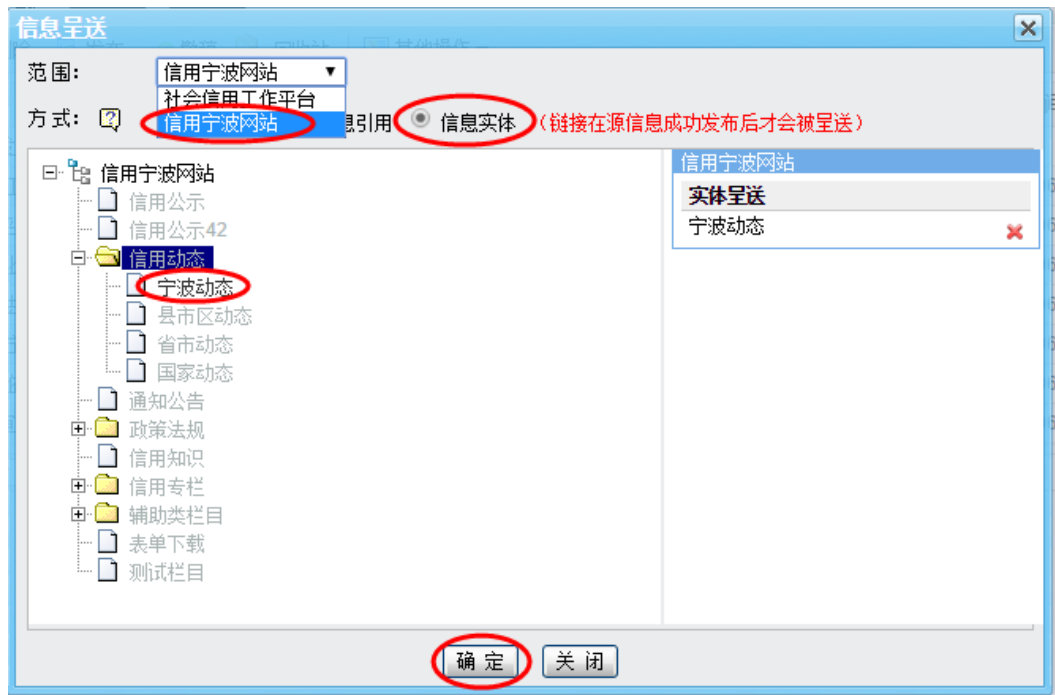 信息呈送
范围： 信用宁波网站
社会信用工作平台
信用宁波网站
方式： 息引用 信息实体 （链接在源信息成功发布后才会被呈送）
信用宁波网站
信用公示
信用公示42
信用动态
宁波动态
县市区动态
省市动态
国家动态
通知公告
政策法规
信用知识
信用专栏
辅助类栏目
表单下载
测试栏目
信用宁波网站
实体呈送
宁波动态
确定 关闭